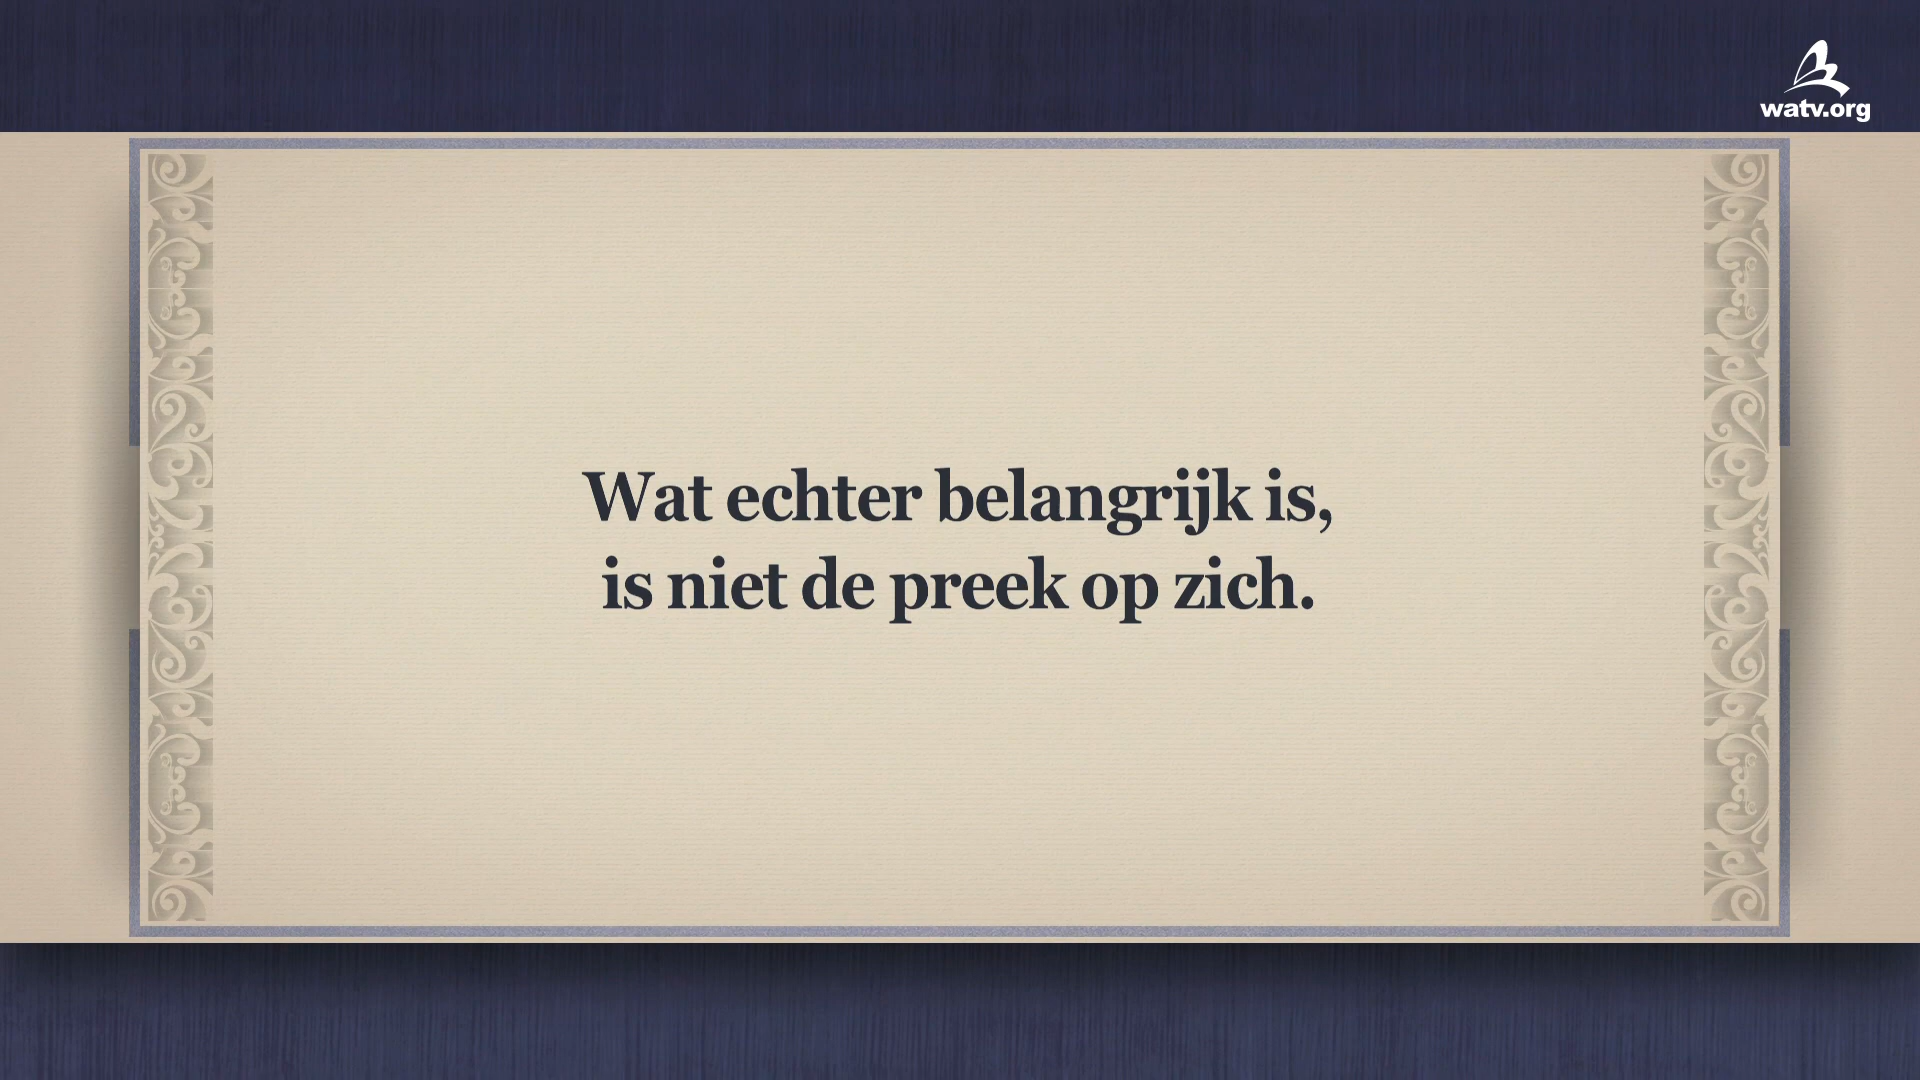 watv.org
Wat echter belangrijk is,
is niet de preek op zich.